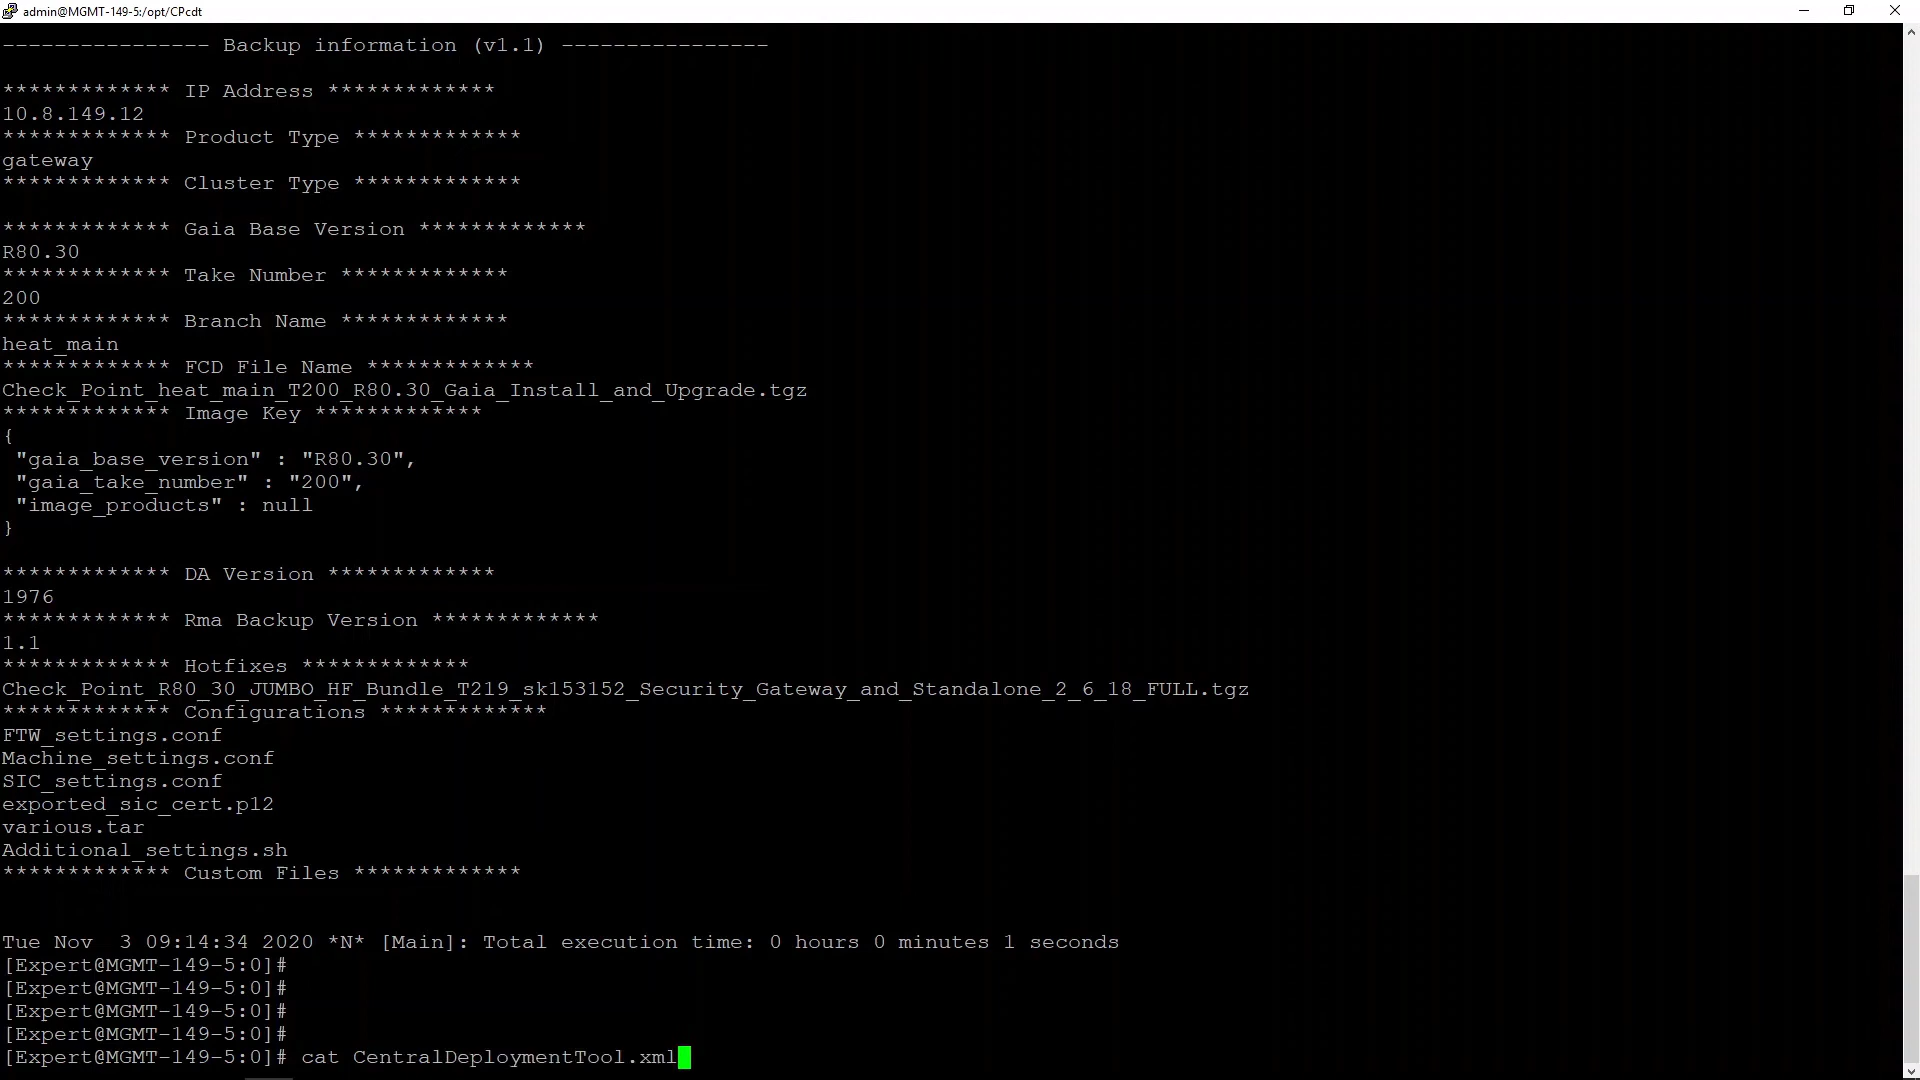 admin@MGMT-149-5:/opt/CPcdt
---------------- Backup information (v1.1) ----------------
************* IP Address *************
10.8.149.12
************* Product Type *************
gateway
************* Cluster Type *************
************* Gaia Base Version *************
R80.30
************* Take Number *************
200
************* Branch Name *************
heat_main
************* FCD File Name *************
Check_Point_heat_main_T200_R80.30_Gaia_Install_and_Upgrade.tgz
************* Image Key *************
{
"gaia_base_version" : "R80.30",
"gaia_take_number" : "200",
"image_products" : null
}
************* DA Version *************
1976
************* Rma Backup Version *************
1.1
************* Hotfixes *************
Check_Point_R80_30_JUMBO_HF_Bundle_T219_sk153152_Security_Gateway_and_Standalone_2_6_18_FULL.tgz
************* Configurations *************
FTW_settings.conf
Machine_settings.conf
SIC_settings.conf
exported_sic_cert.p12
various.tar
Additional_settings.sh
************* Custom Files *************
Tue Nov  3 09:14:34 2020 *N* [Main]: Total execution time: 0 hours 0 minutes 1 seconds
[Expert@MGMT-149-5:0]#
[Expert@MGMT-149-5:0]#
[Expert@MGMT-149-5:0]#
[Expert@MGMT-149-5:0]#
[Expert@MGMT-149-5:0]# cat CentralDeploymentTool.xml